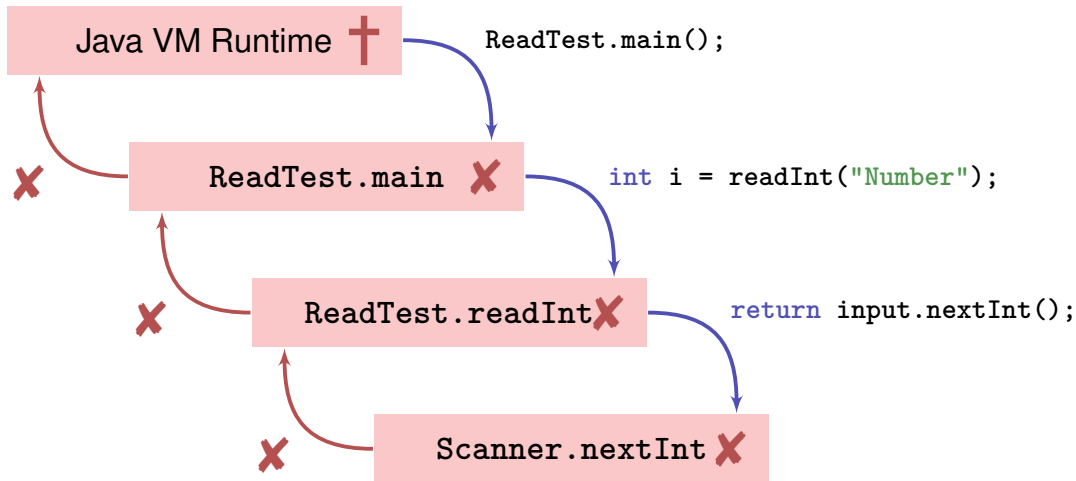 Java VM Runtime
ReadTest.main();
ReadTest.main
int i = readInt("Number");
ReadTest.readInt
return input.nextInt();
Scanner.nextInt